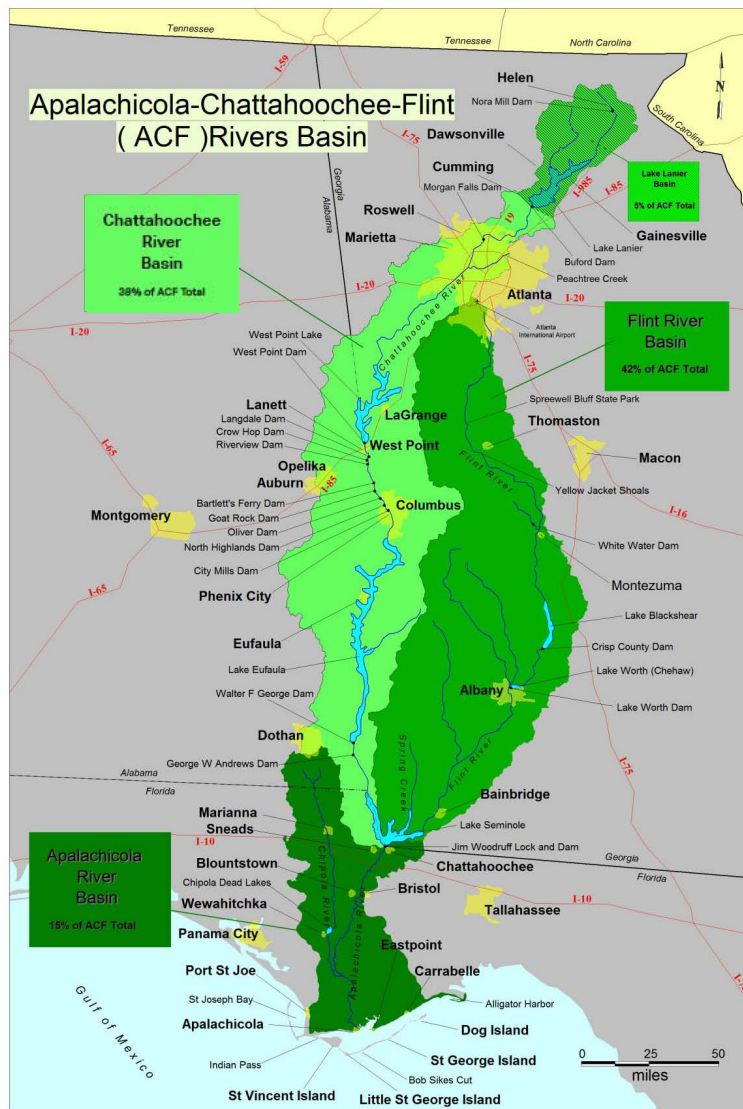 Tennessee
Tennessee
North Carolina
I-59
N
South Carolina
Helen
Nora Mill Dam
Apalachicola-Chattahoochee-Flint
( ACF )Rivers Basin
I-75
Dawsonville
Georgia
Alabama
Cumming
Morgan Falls Dam
I-985
I-85
Lake Lanier
Basin
5% of ACF Total
Chattahoochee
River
Basin
38% of ACF Total
Roswell
19
Gainesville
Marietta
Lake Lanier
Buford Dam
Peachtree Creek
I-20
Atlanta
I-20
Chattahoochee River
I-20
Atlanta
International Airport
Flint River
Basin
42% of ACF Total
West Point Lake
West Point Dam
I-75
Spreewell Bluff State Park
Lanett
LaGrange
Thomaston
Langdale Dam
Crow Hop Dam
Riverview Dam
West Point
Flint River
Macon
I-65
Opelika
Auburn
I-85
Yellow Jacket Shoals
Bartlett's Ferry Dam
Columbus
Montgomery
Goat Rock Dam
I-16
Oliver Dam
North Highlands Dam
White Water Dam
City Mills Dam
I-65
Phenix City
Montezuma
Lake Blackshear
Eufaula
Crisp County Dam
Lake Eufaula
Lake Worth (Chehaw)
Albany
Walter F George Dam
Lake Worth Dam
Dothan
Spring Creek
Flint River
George W Andrews Dam
I-75
Alabama
Florida
Bainbridge
Marianna
Lake Seminole
Sneads
I-10
Jim Woodruff Lock and Dam
Georgia
Florida
Apalachicola
River
Basin
15% of ACF Total
Blountstown
Chipola River
Chattahoochee
Chipola Dead Lakes
Bristol
I-10
Wewahitchka
Tallahassee
Panama City
Apalachicola River
Eastpoint
Port St Joe
Carrabelle
Gulf of Mexico
St Joseph Bay
Alligator Harbor
Apalachicola
Dog Island
Indian Pass
St George Island
Bob Sikes Cut
St Vincent Island
Little St George Island
0 12.5 25 50
miles